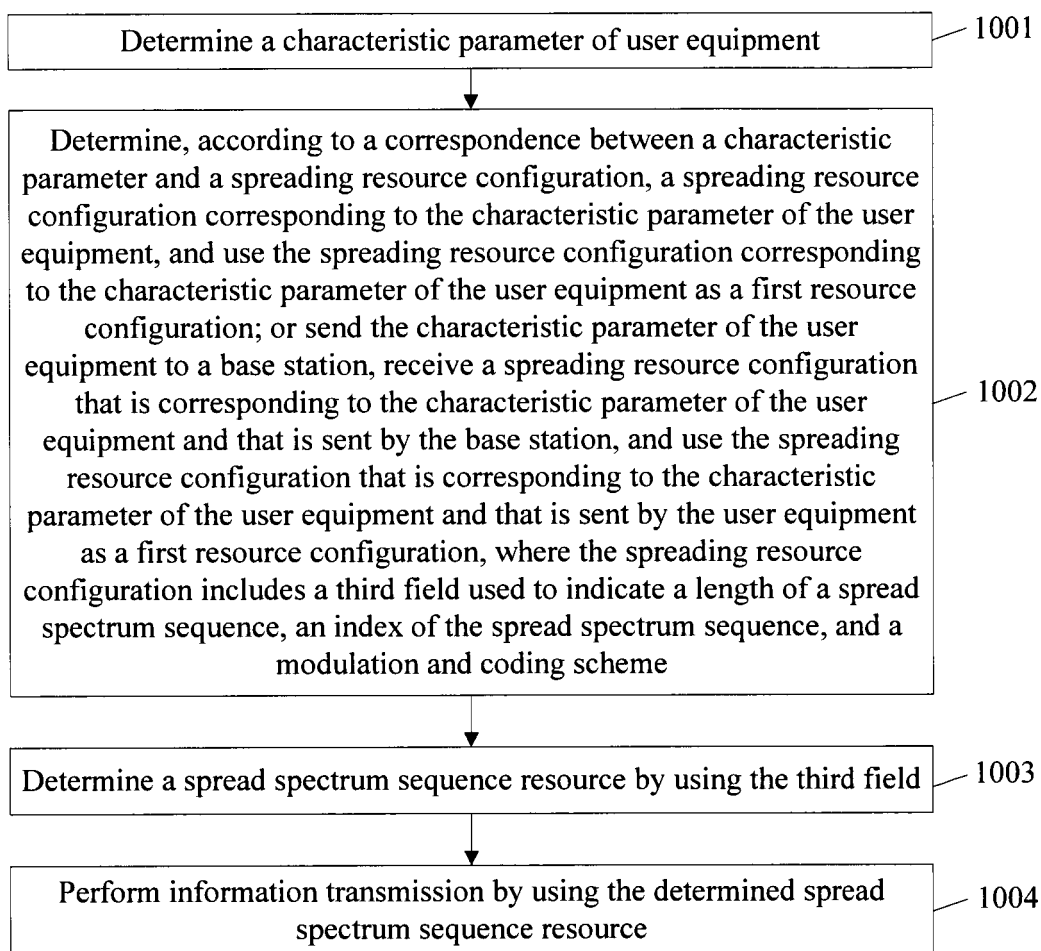 Determine a characteristic parameter of user equipment
1001
Determine, according to a correspondence between a characteristic
parameter and a spreading resource configuration, a spreading resource
configuration corresponding to the characteristic parameter of the user
equipment, and use the spreading resource configuration corresponding
to the characteristic parameter of the user equipment as a first resource
configuration; or send the characteristic parameter of the user
equipment to a base station, receive a spreading resource configuration
that is corresponding to the characteristic parameter of the user
equipment and that is sent by the base station, and use the spreading
resource configuration that is corresponding to the characteristic
parameter of the user equipment and that is sent by the user equipment
as a first resource configuration, where the spreading resource
configuration includes a third field used to indicate a length of a spread
spectrum sequence, an index of the spread spectrum sequence, and a
modulation and coding scheme
1002
Determine a spread spectrum sequence resource by using the third field
1003
Perform information transmission by using the determined spread
spectrum sequence resource
1004